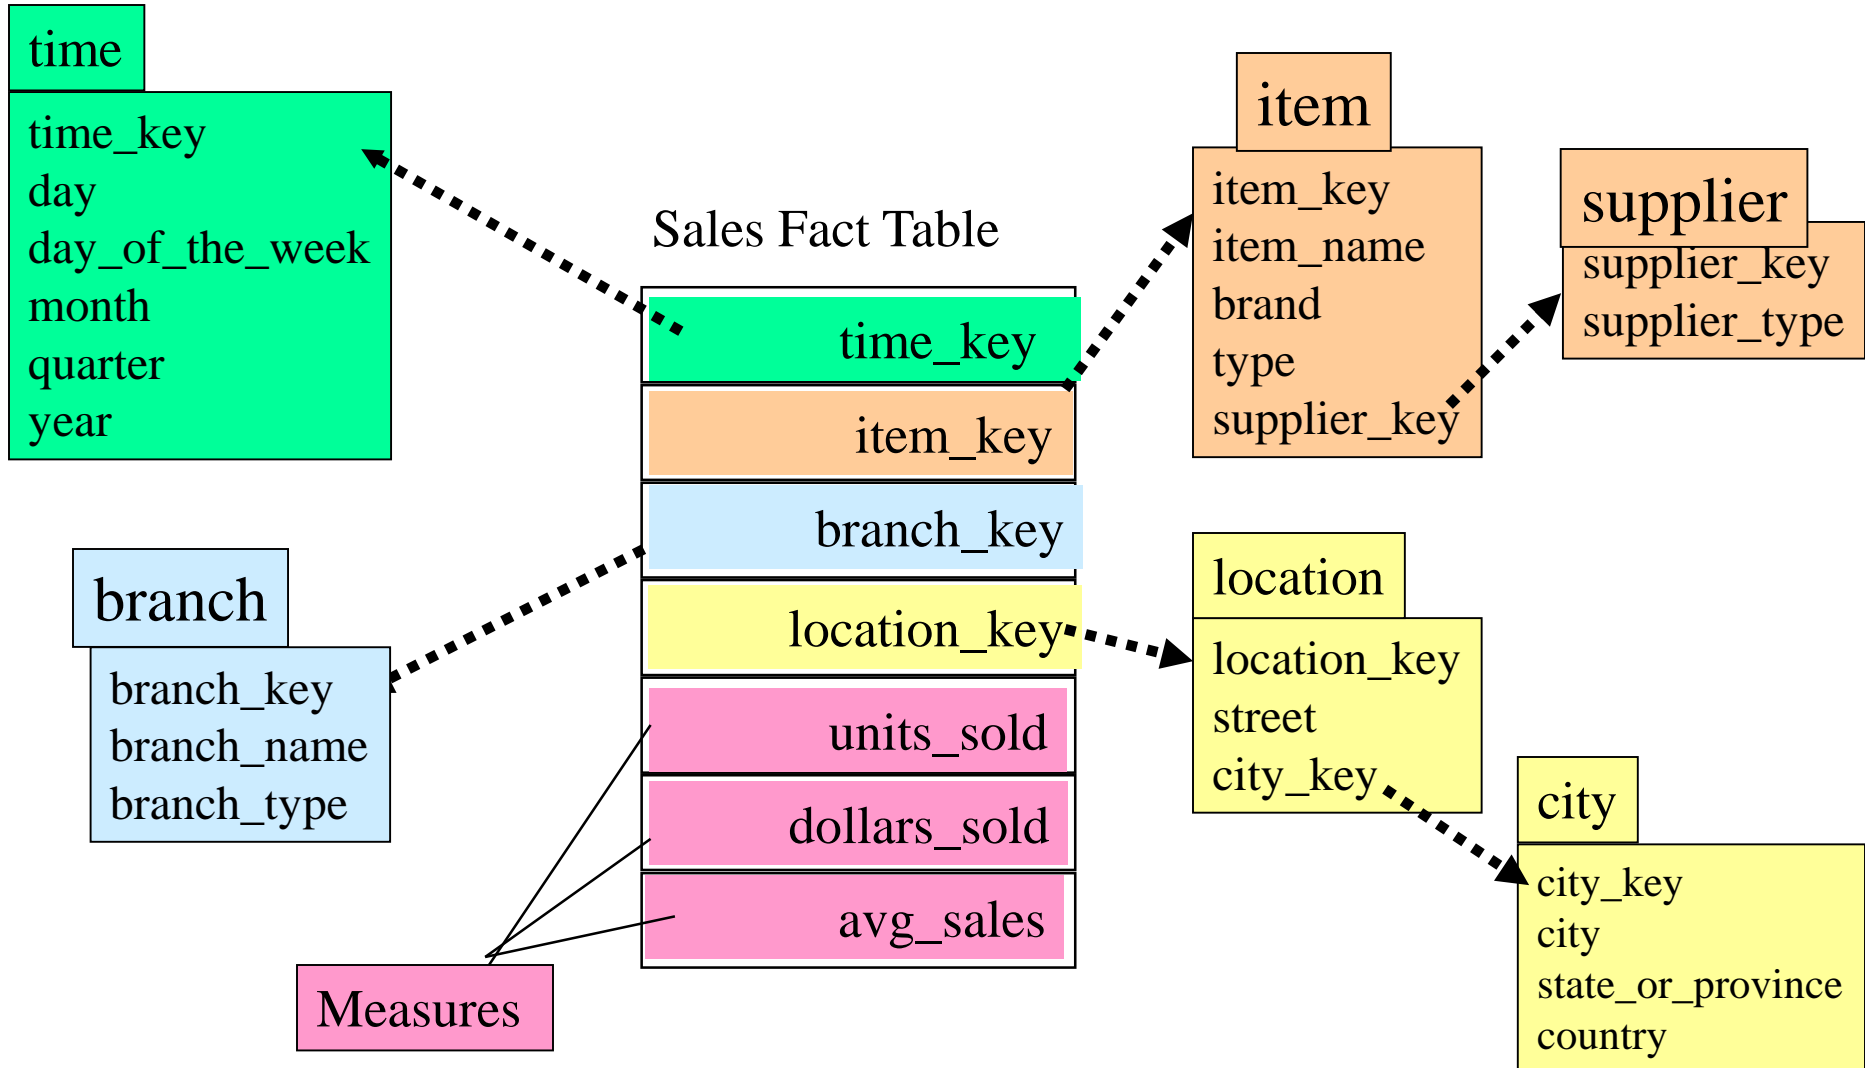 time
time_key
day
day_of_the_week
month
quarter
year
Sales Fact Table
time_key
item_key
branch_key
location_key
units_sold
dollars_sold
avg_sales
item
item_key
item_name
brand
type
supplier_key
supplier
supplier_key
supplier_type
branch
branch_key
branch_name
branch_type
location
location_key
street
city_key
city
city_key
city
state_or_province
country
Measures